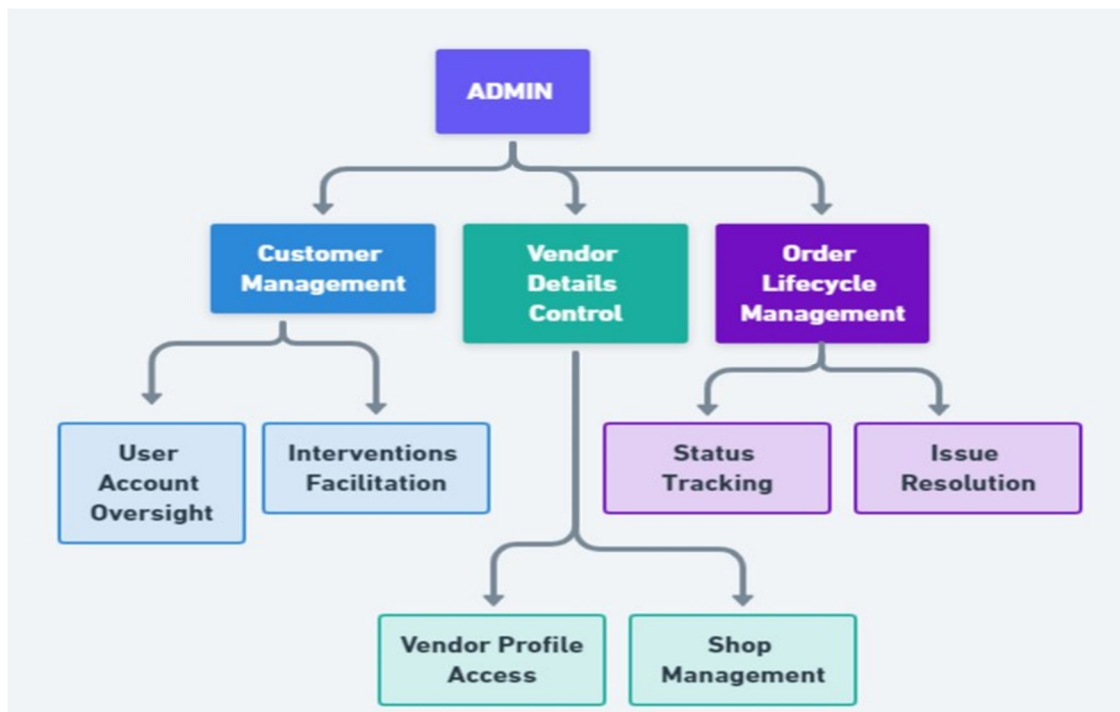 ADMIN
Customer
Management
Vendor
Details
Control
Order
Lifecycle
Management
User
Account
Oversight
Interventions
Facilitation
Status
Tracking
Issue
Resolution
Vendor Profile
Access
Shop
Management